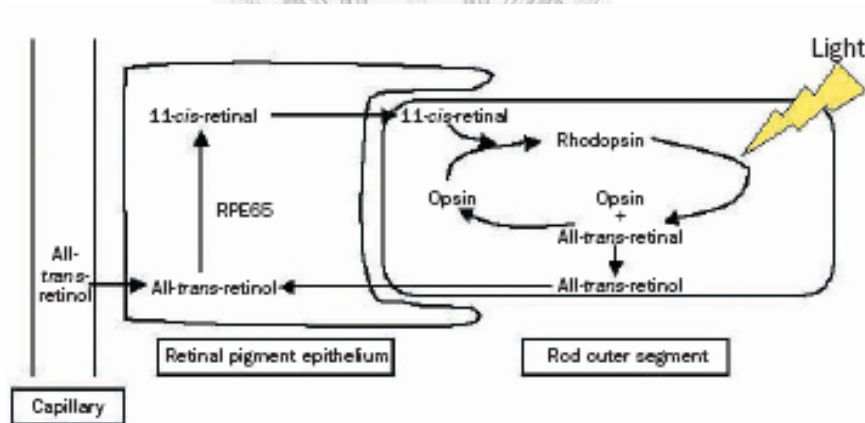 Light
11-cis-retinal
11-cis-retinal
Rhodopsin
RPE65
Opsin
Opsin
+
All-trans-retinal
All-
trans-
retinol
All-trans-retinol
All-trans-retinol
Retinal pigment epithelium
Rod outer segment
Capillary